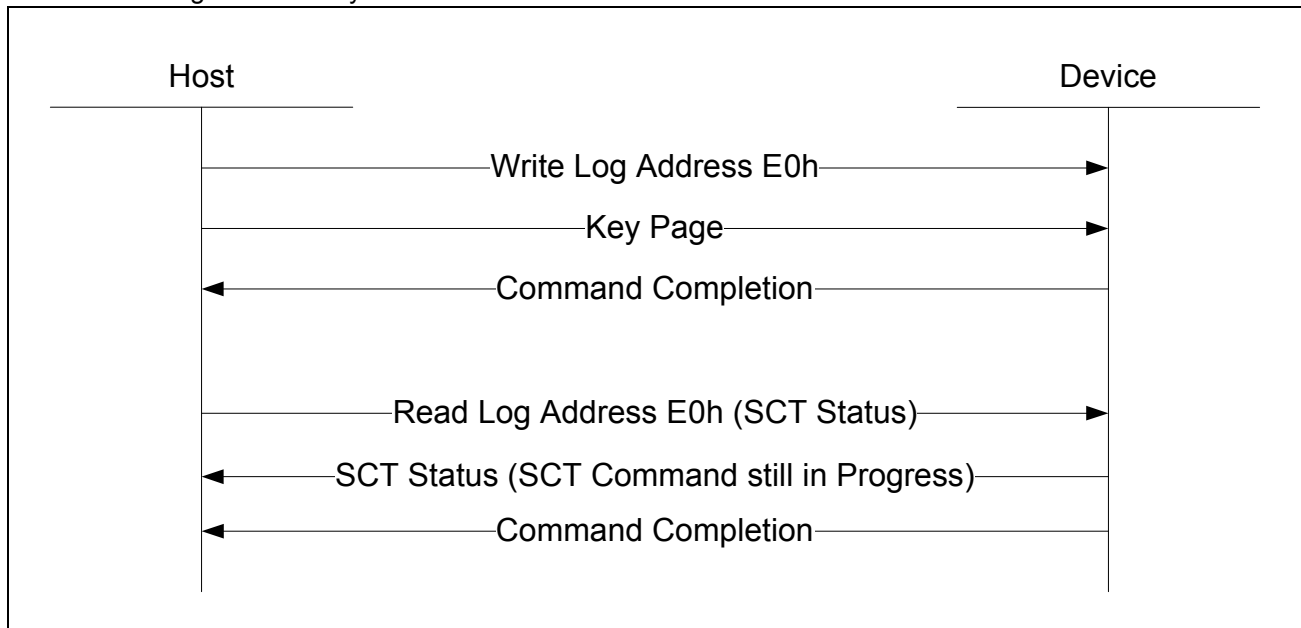 Host
Device
Write Log Address E0h
Key Page
Command Completion
Read Log Address E0h (SCT Status)
SCT Status (SCT Command still in Progress)
Command Completion